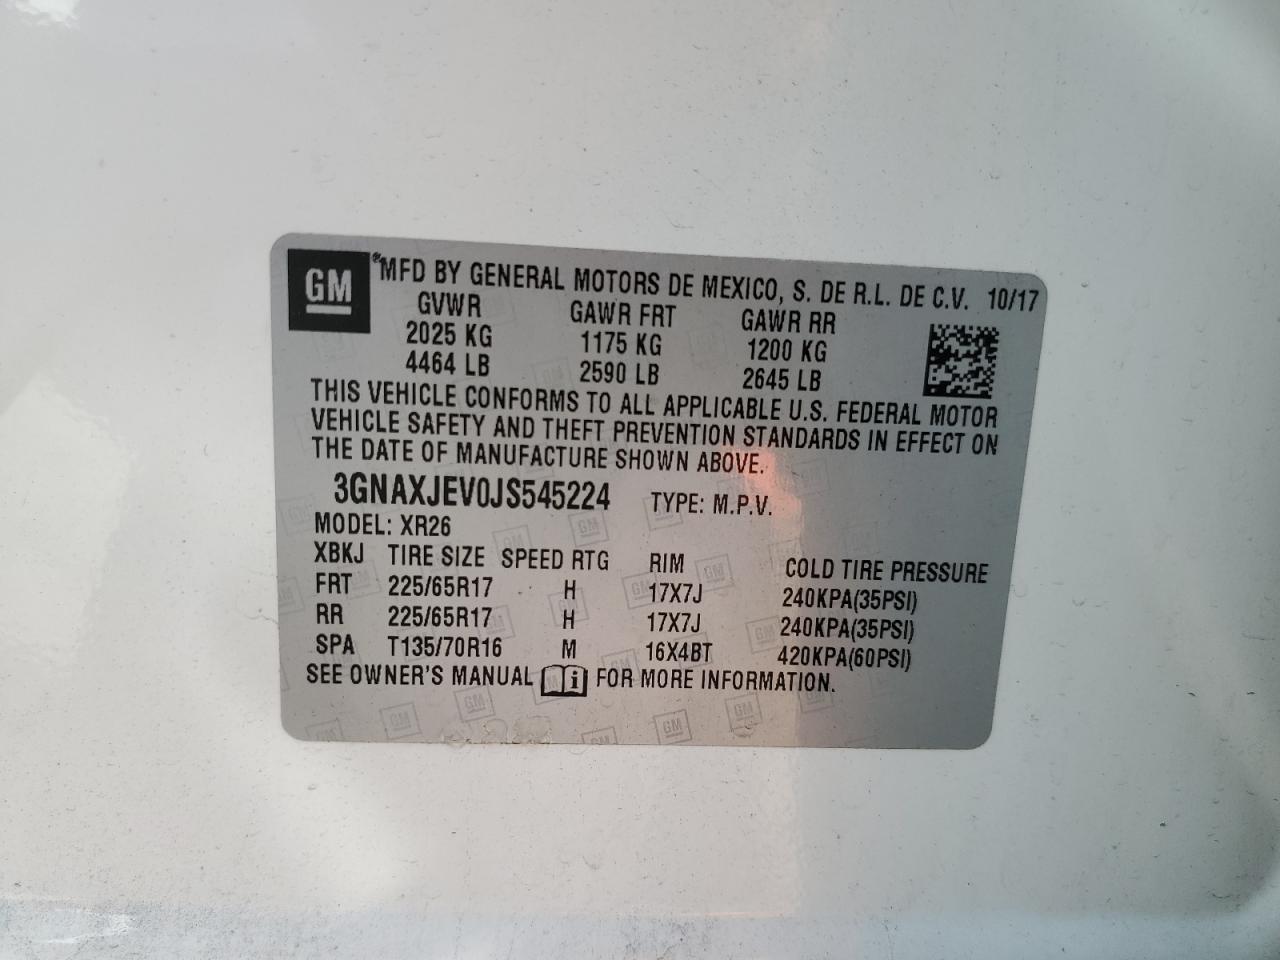 GM ®MFD BY GENERAL MOTORS DE MEXICO, S. DE R.L. DE C.V. 10/17
GVWR GAWR FRT GAWR RR
2025 KG 1175 KG 1200 KG
4464 LB 2590 LB 2645 LB
THIS VEHICLE CONFORMS TO ALL APPLICABLE U.S. FEDERAL MOTOR
VEHICLE SAFETY AND THEFT PREVENTION STANDARDS IN EFFECT ON
THE DATE OF MANUFACTURE SHOWN ABOVE.
3GNAXJEV0JS545224 TYPE: M.P.V.
MODEL: XR26
XBKJ TIRE SIZE SPEED RTG RIM COLD TIRE PRESSURE
FRT 225/65R17 H 17X7J 240KPA(35PSI)
RR 225/65R17 H 17X7J 240KPA(35PSI)
SPA T135/70R16 M 16X4BT 420KPA(60PSI)
SEE OWNER'S MANUAL i FOR MORE INFORMATION.